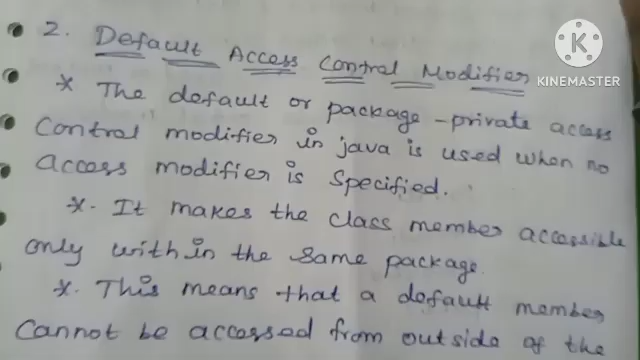 2. Default Access Control Modifier
* The default or package-private access
control modifier in java is used when no
access modifier is specified.
*. It makes the class member accessible
only within the same package.
*. This means that a default member
cannot be accessed from outside of the
K
KINEMASTER